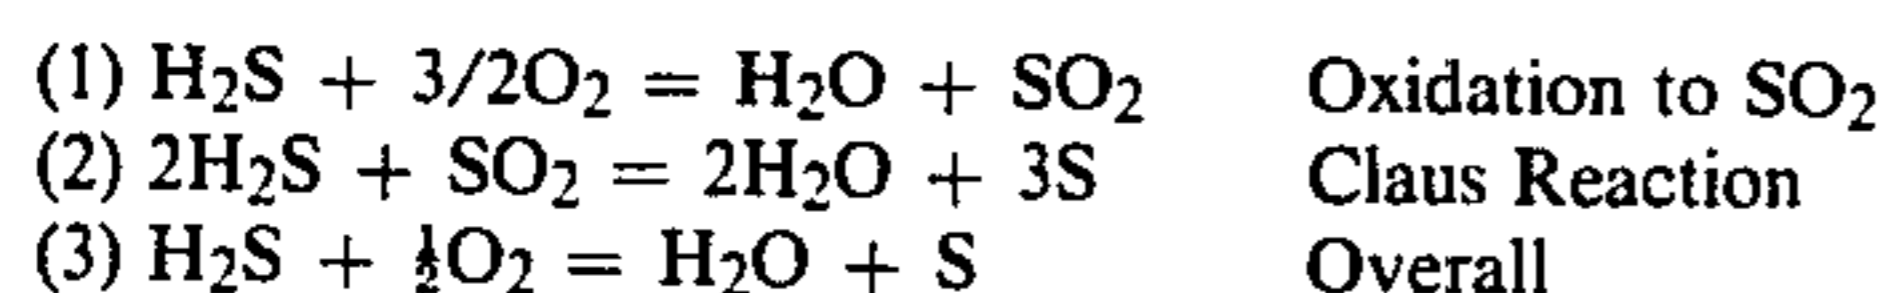 (1) H₂S + 3/2O₂ = H₂O + SO₂ Oxidation to SO₂
(2) 2H₂S + SO₂ = 2H₂O + 3S Claus Reaction
(3) H₂S + ½O₂ = H₂O + S Overall